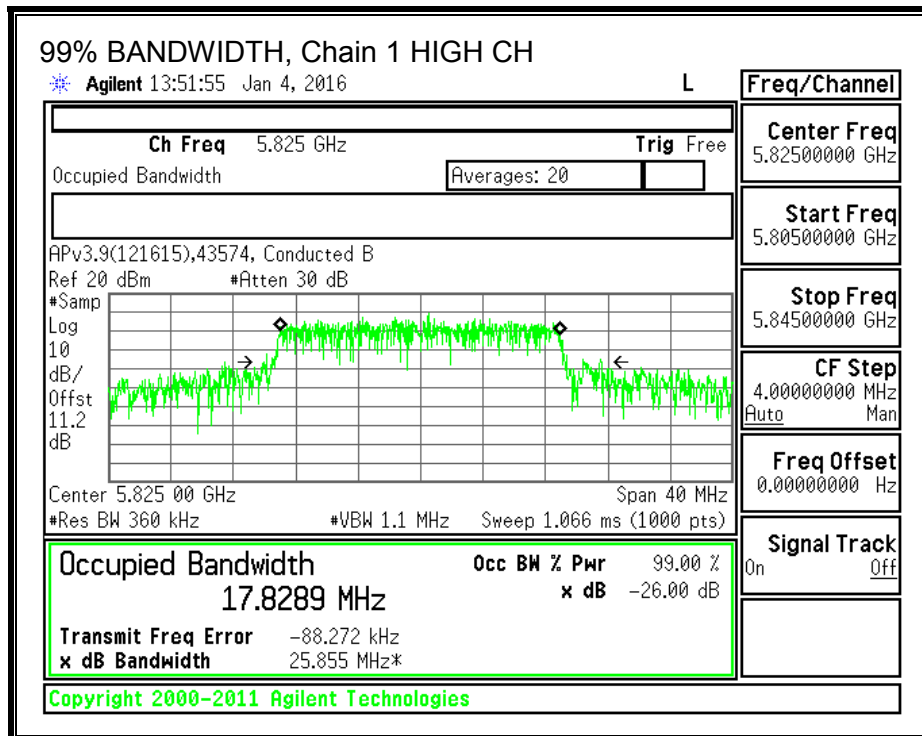 99% BANDWIDTH, Chain 1 HIGH CH
Agilent 13:51:55 Jan 4, 2016 L
Freq/Channel
Ch Freq 5.825 GHz Trig Free
Occupied Bandwidth Averages: 20
APv3.9(121615),43574, Conducted B
Ref 20 dBm #Atten 30 dB
#Samp
Log
10
dB/
Offst
11.2
dB
Center 5.825 00 GHz Span 40 MHz
#Res BW 360 kHz #VBW 1.1 MHz Sweep 1.066 ms (1000 pts)
Occupied Bandwidth Occ BW % Pwr 99.00 %
17.8289 MHz x dB -26.00 dB
Transmit Freq Error -88.272 kHz
x dB Bandwidth 25.855 MHz*
Copyright 2000-2011 Agilent Technologies
Center Freq
5.82500000 GHz
Start Freq
5.80500000 GHz
Stop Freq
5.84500000 GHz
CF Step
4.00000000 MHz
Auto Man
Freq Offset
0.00000000 Hz
Signal Track
On Off